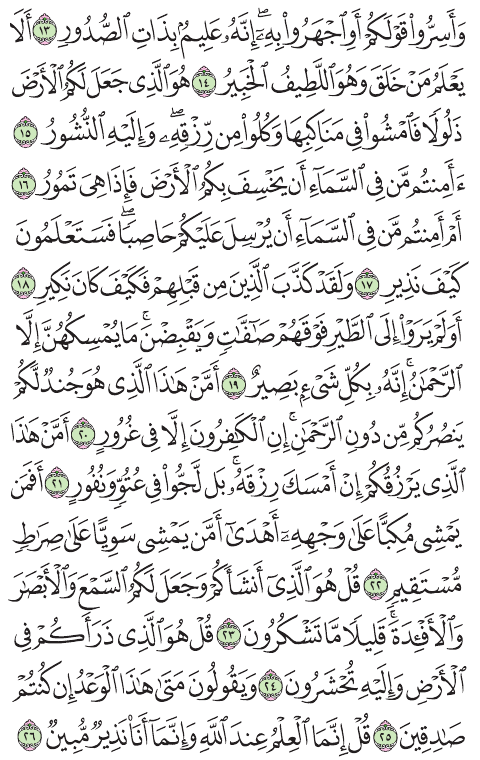 وَأَسِرُّوا۟ قَوْلَكُمْ أَوِ ٱجْهَرُوا۟ بِهِۦٓ ۖ إِنَّهُۥ عَلِيمٌۢ بِذَاتِ ٱلصُّدُورِ ١٣ أَلَا
يَعْلَمُ مَنْ خَلَقَ وَهُوَ ٱللَّطِيفُ ٱلْخَبِيرُ ١٤ هُوَ ٱلَّذِى جَعَلَ لَكُمُ ٱلْأَرْضَ
ذَلُولًا فَٱمْشُوا۟ فِى مَنَاكِبِهَا وَكُلُوا۟ مِن رِّزْقِهِۦ ۖ وَإِلَيْهِ ٱلنُّشُورُ ١٥
ءَأَمِنتُم مَّن فِى ٱلسَّمَآءِ أَن يَخْسِفَ بِكُمُ ٱلْأَرْضَ فَإِذَا هِىَ تَمُورُ ١٦
أَمْ أَمِنتُم مَّن فِى ٱلسَّمَآءِ أَن يُرْسِلَ عَلَيْكُمْ حَاصِبًا ۖ فَسَتَعْلَمُونَ
كَيْفَ نَذِيرِ ١٧ وَلَقَدْ كَذَّبَ ٱلَّذِينَ مِن قَبْلِهِمْ فَكَيْفَ كَانَ نَكِيرِ ١٨
أَوَلَمْ يَرَوْا۟ إِلَى ٱلطَّيْرِ فَوْقَهُمْ صَـٰٓفَّـٰتٍ وَيَقْبِضْنَ ۚ مَا يُمْسِكُهُنَّ إِلَّا
ٱلرَّحْمَـٰنُ ۚ إِنَّهُۥ بِكُلِّ شَىْءٍۭ بَصِيرٌ ١٩ أَمَّنْ هَـٰذَا ٱلَّذِى هُوَ جُندٌ لَّكُمْ
يَنصُرُكُم مِّن دُونِ ٱلرَّحْمَـٰنِ ۚ إِنِ ٱلْكَـٰفِرُونَ إِلَّا فِى غُرُورٍ ٢٠ أَمَّنْ هَـٰذَا
ٱلَّذِى يَرْزُقُكُمْ إِنْ أَمْسَكَ رِزْقَهُۥ ۚ بَل لَّجُّوا۟ فِى عُتُوٍّ وَنُفُورٍ ٢١ أَفَمَن
يَمْشِى مُكِبًّا عَلَىٰ وَجْهِهِۦٓ أَهْدَىٰٓ أَمَّن يَمْشِى سَوِيًّا عَلَىٰ صِرَٰطٍ
مُّسْتَقِيمٍ ٢٢ قُلْ هُوَ ٱلَّذِىٓ أَنشَأَكُمْ وَجَعَلَ لَكُمُ ٱلسَّمْعَ وَٱلْأَبْصَـٰرَ
وَٱلْأَفْـِٔدَةَ ۖ قَلِيلًا مَّا تَشْكُرُونَ ٢٣ قُلْ هُوَ ٱلَّذِى ذَرَأَكُمْ فِى
ٱلْأَرْضِ وَإِلَيْهِ تُحْشَرُونَ ٢٤ وَيَقُولُونَ مَتَىٰ هَـٰذَا ٱلْوَعْدُ إِن كُنتُمْ
صَـٰدِقِينَ ٢٥ قُلْ إِنَّمَا ٱلْعِلْمُ عِندَ ٱللَّهِ وَإِنَّمَآ أَنَا۠ نَذِيرٌ مُّبِينٌ ٢٦